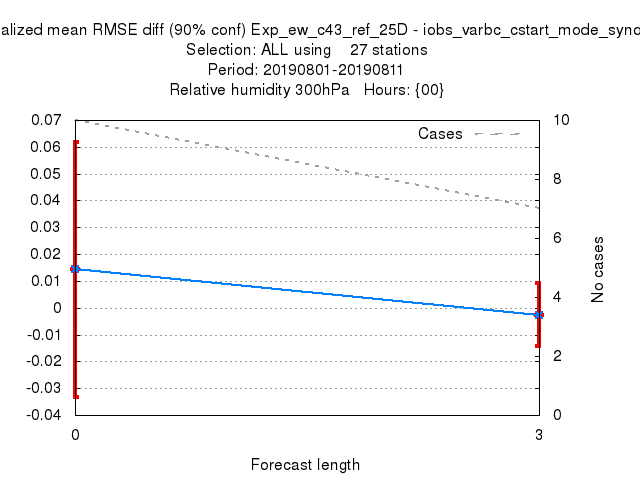 alized mean RMSE diff (90% conf) Exp_ew_c43_ref_25D - iobs_varbc_cstart_mode_syno
Selection: ALL using 27 stations
Period: 20190801-20190811
Relative humidity 300hPa Hours: {00}
Cases
0.07
0.06
0.05
0.04
0.03
0.02
0.01
0
-0.01
-0.02
-0.03
-0.04
10
8
6
4
2
0
No cases
0 3
Forecast length